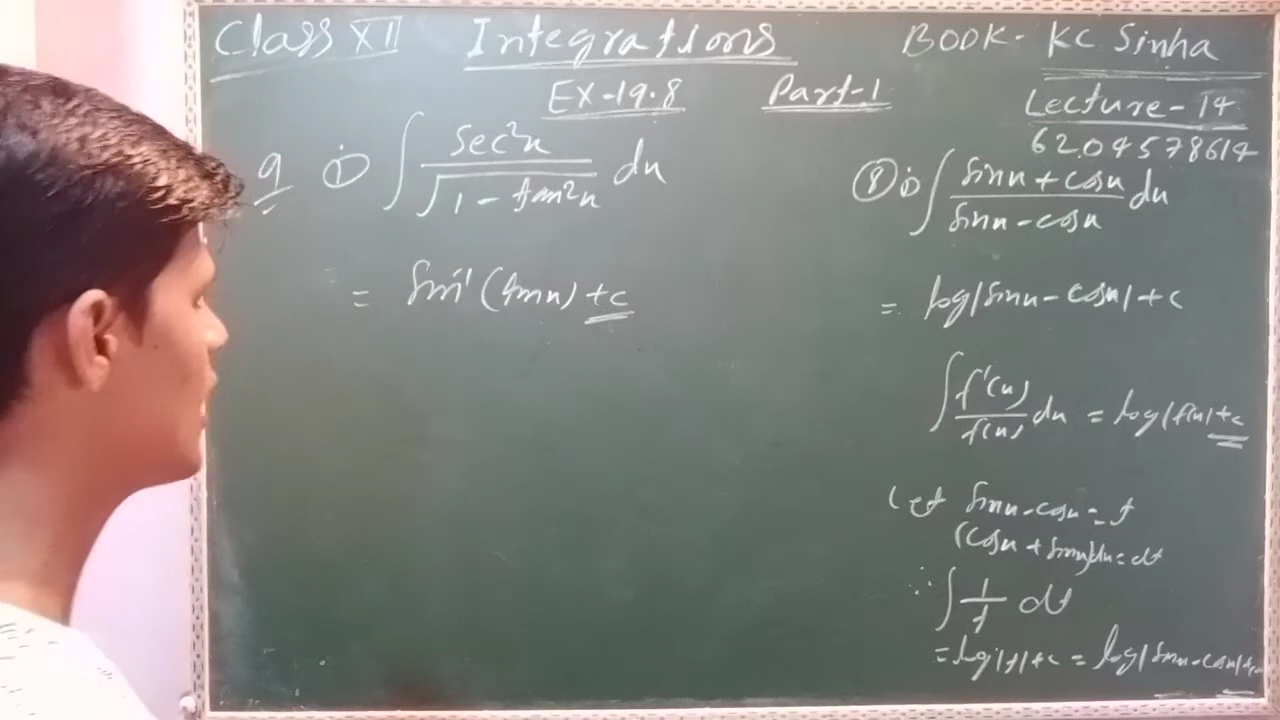 Class XII Integrations BOOK- KC Sinha
EX-19.8 Part-1 Lecture-14
6204578614
9 (i) ∫ sec²x / √(1 - tan²x) dx
= sin⁻¹(tanx) + c
(8) (i) ∫ (sinx + cosx) / (sinx - cosx) dx
= log|sinx - cosx| + c
∫ f'(x) / f(x) dx = log|f(x)| + c
Let sinx - cosx = t
(cosx + sinx)dx = dt
∴ ∫ 1/t dt
= log|t| + c = log|sinx - cosx| + c